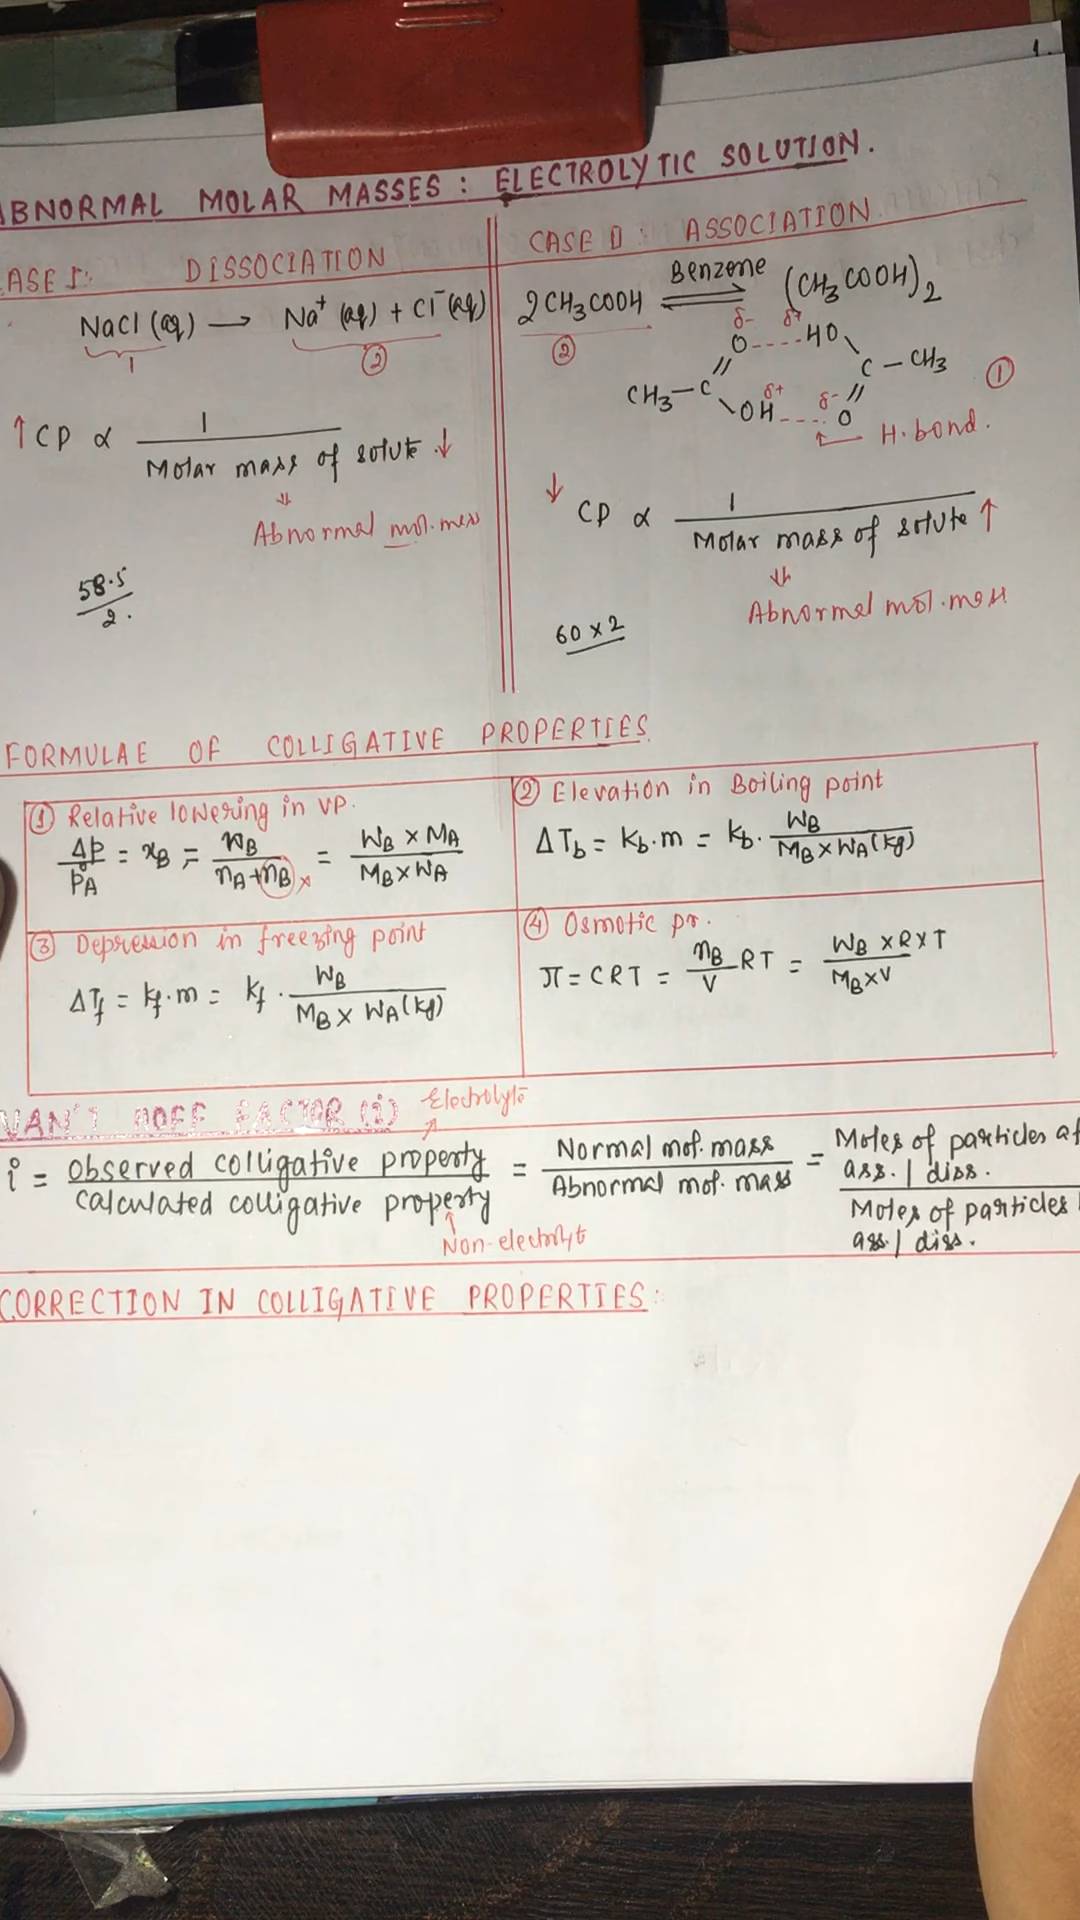 1.
ABNORMAL MOLAR MASSES : ELECTROLYTIC SOLUTION.
CASE I: DISSOCIATION
NaCl (aq) → Na⁺ (aq) + Cl⁻ (aq)
1 ②
↑ CP ∝ 1 / Molar mass of solute ↓
⇓
Abnormal mol. mass
58.5 / 2.
CASE II : ASSOCIATION
2CH₃COOH ⇌ (CH₃COOH)₂
Benzene
②
δ- δ+
O----HO
CH₃-C C-CH₃ ①
δ+ δ-
OH----O
← H. bond.
↓ CP ∝ 1 / Molar mass of solute ↑
⇓
Abnormal mol. mass
60 × 2
FORMULAE OF COLLIGATIVE PROPERTIES
① Relative lowering in VP.
Δp / p°A = xB = nB / nA + nB × = WB × MA / MB × WA
② Elevation in Boiling point
ΔTb = Kb. m = Kb. WB / MB × WA (kg)
③ Depression in freezing point
ΔTf = Kf. m = Kf . WB / MB × WA (kg)
④ Osmotic pr.
π = CRT = nB / V RT = WB × R × T / MB × V
VAN'T HOFF FACTOR (i) Electrolyte
i = observed colligative property / calculated colligative property = Normal mol. mass / Abnormal mol. mass = Moles of particles af ass. / diss. / Moles of particles ass. / diss.
Non-electrolyt
CORRECTION IN COLLIGATIVE PROPERTIES: